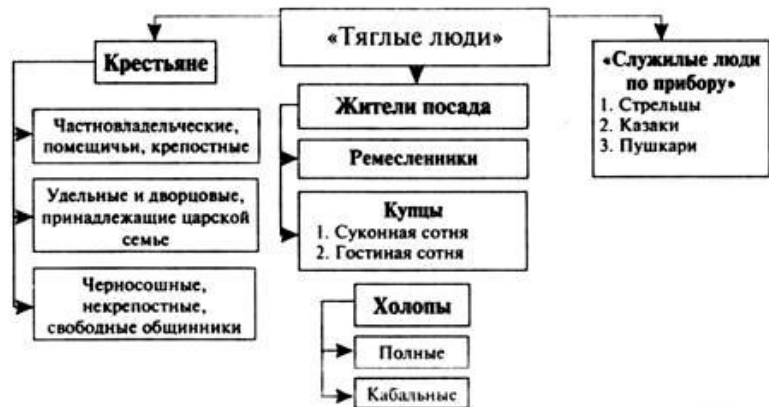 «Тяглые люди»
Крестьяне
Частновладельческие,
помещичьи, крепостные
Удельные и дворцовые,
принадлежащие царской
семье
Черносошные,
некрепостные,
свободные общинники
Жители посада
Ремесленники
Купцы
1. Суконная сотня
2. Гостиная сотня
Холопы
Полные
Кабальные
«Служилые люди
по прибору»
1. Стрельцы
2. Казаки
3. Пушкари